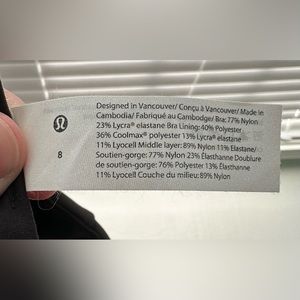 Designed in Vancouver/ Conçu à Vancouver/ Made in
Cambodia/ Fabriqué au Cambodge/ Bra: 77% Nylon
23% Lycra® elastane Bra Lining: 40% Polyester
36% Coolmax® polyester 13% Lycra® elastane
11% Lyocell Middle layer: 89% Nylon 11% Elastane/
Soutien-gorge: 77% Nylon 23% Élasthanne Doublure
de soutien-gorge: 76% Polyester 13% Élasthanne
11% Lyocell Couche du milieu: 89% Nylon
8